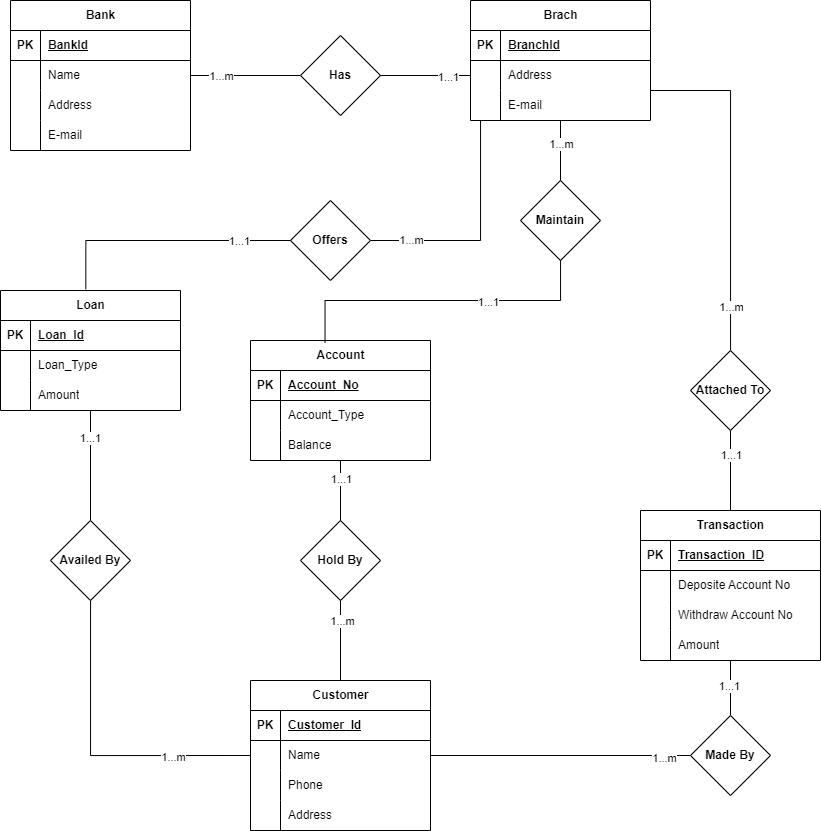 Bank
PK BankId
Name
Address
E-mail
1...m
Has
1...1
Brach
PK BranchId
Address
E-mail
1...m
Maintain
1...1
Offers
1...m
1...1
1...m
Attached To
1...1
Loan
PK Loan_Id
Loan_Type
Amount
1...1
Availed By
1...m
Account
PK Account_No
Account_Type
Balance
1...1
Hold By
1...m
Transaction
PK Transaction_ID
Deposite Account No
Withdraw Account No
Amount
1...1
Made By
1...m
Customer
PK Customer_Id
Name
Phone
Address